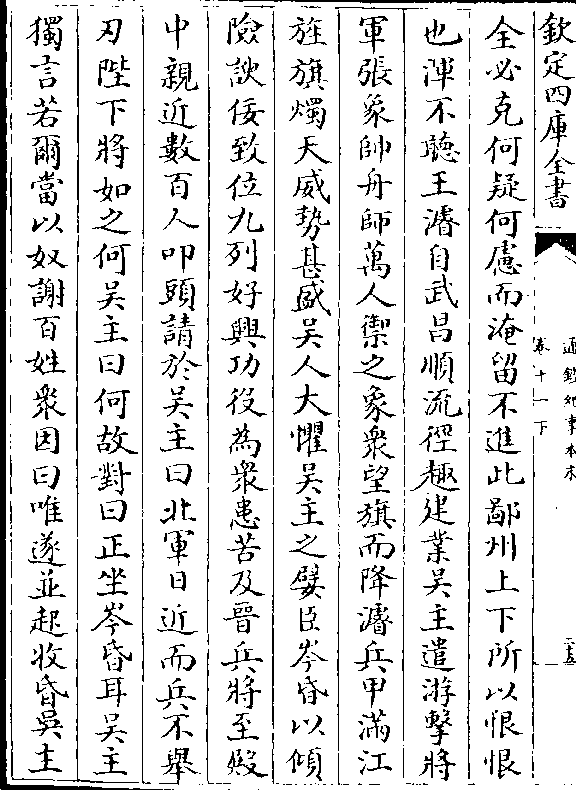 欽定四庫全書
通鑑紀事本末
卷十一下
二十五
全必克何疑何慮而淹留不進此鄙州上下所以恨恨
也渾不聽王濬自武昌順流徑趣建業吳主遣游擊將
軍張象帥舟師萬人禦之象衆望旗而降濬兵甲滿江
旌旗燭天威勢甚盛吳人大懼吳主之嬖臣岑昏以傾
險諛佞致位九列好興功役為衆患苦及晉兵將至殿
中親近數百人叩頭請於吳主曰北軍日近而兵不舉
刃陛下將如之何吳主曰何故對曰正坐岑昏耳吳主
獨言若爾當以奴謝百姓衆因曰唯遂並起收昏吳主